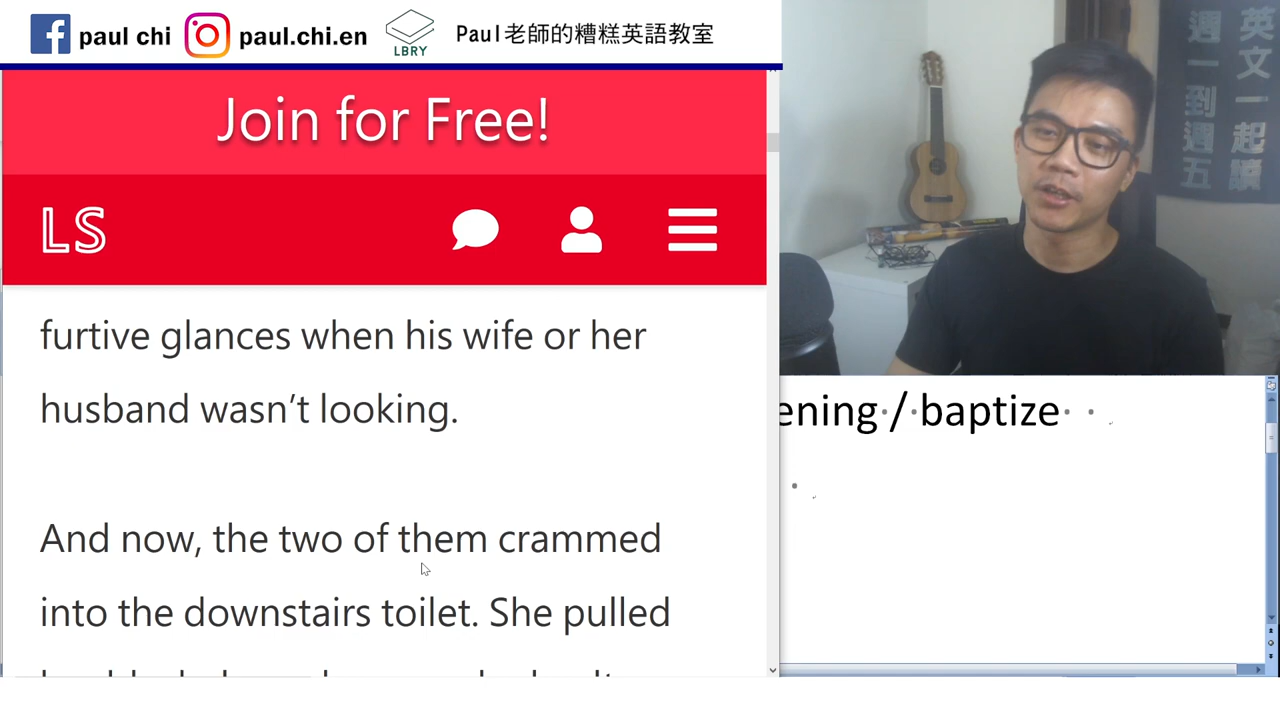 paul chi
paul.chi.en
LBRY
Paul老師的糟糕英語教室
Join for Free!
LS
furtive glances when his wife or her
husband wasn't looking.
And now, the two of them crammed
into the downstairs toilet. She pulled
英文一起讀
週一到週五
ening / baptize